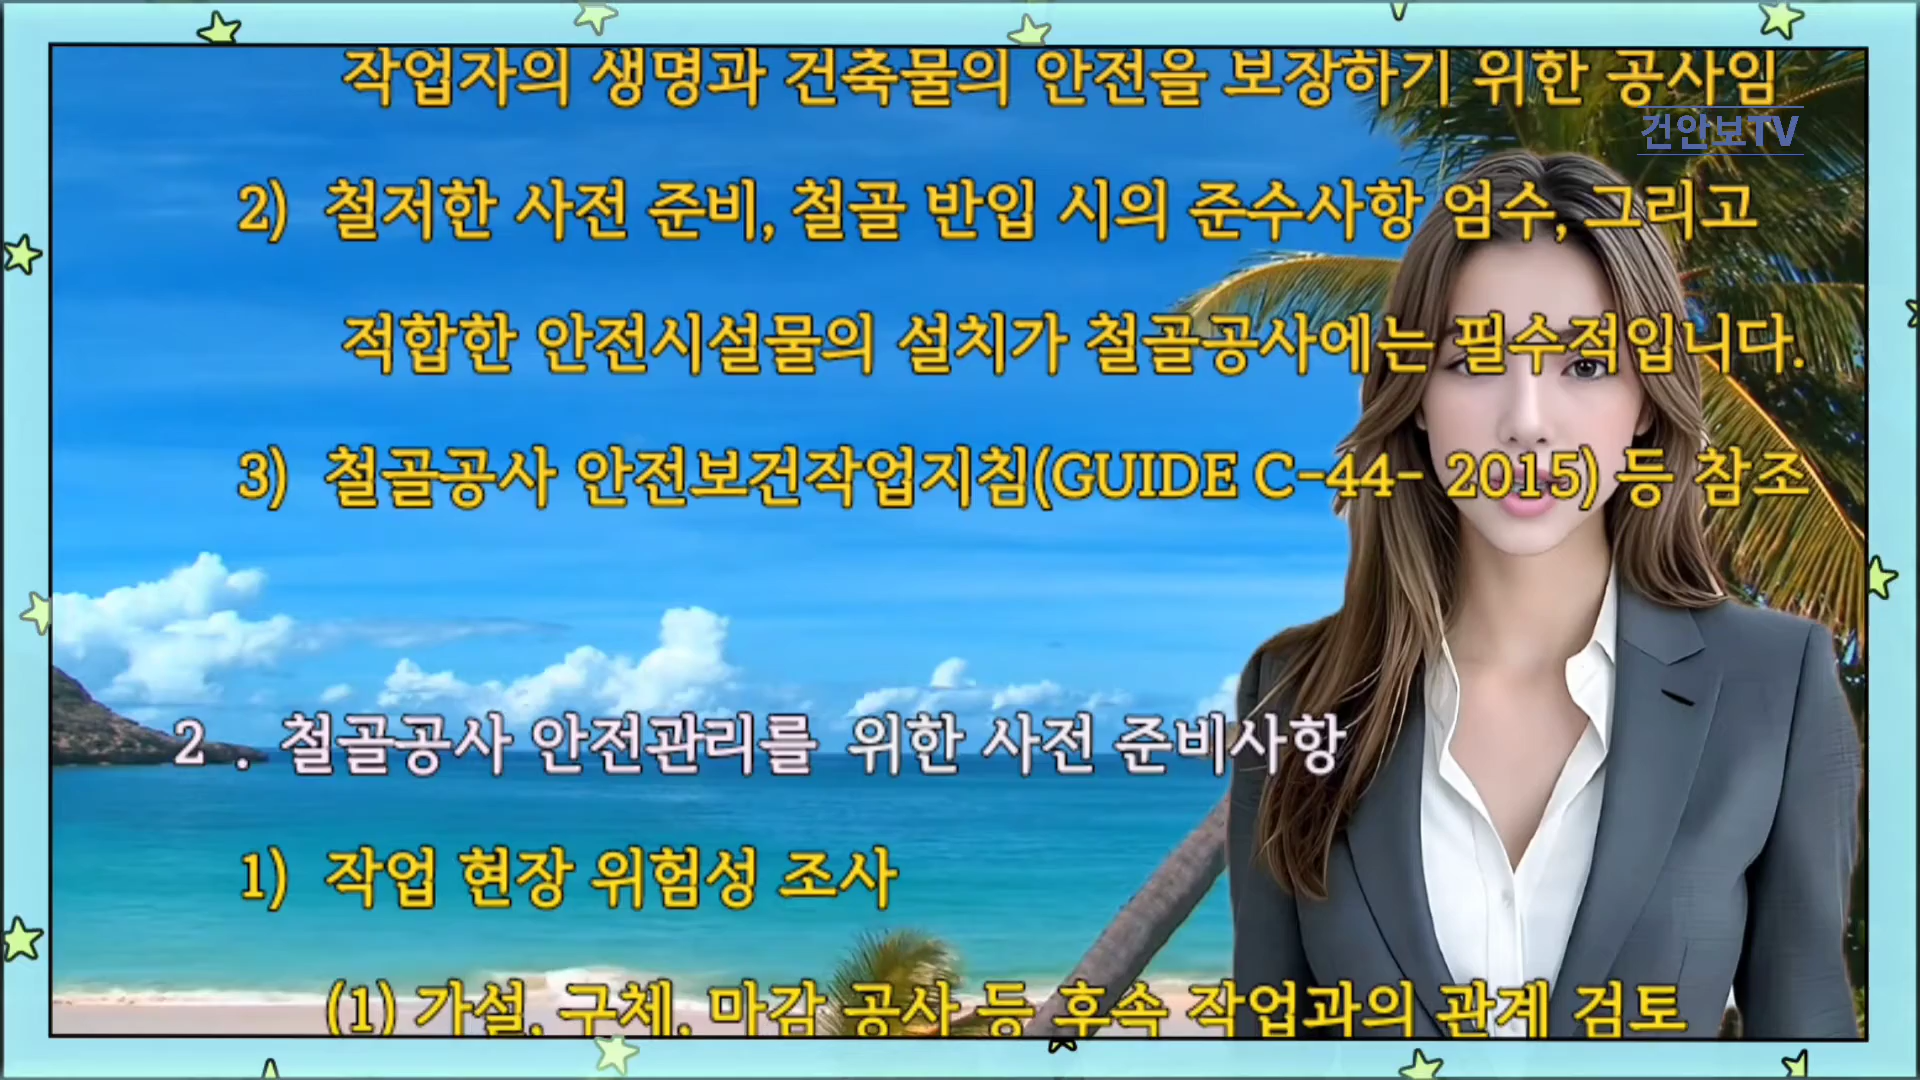 작업자의 생명과 건축물의 안전을 보장하기 위한 공사임
건안보TV
2) 철저한 사전 준비, 철골 반입 시의 준수사항 엄수, 그리고
적합한 안전시설물의 설치가 철골공사에는 필수적입니다.
3) 철골공사 안전보건작업지침(GUIDE C-44- 2015) 등 참조
2 . 철골공사 안전관리를 위한 사전 준비사항
1) 작업 현장 위험성 조사
(1) 가설, 구체, 마감 공사 등 후속 작업과의 관계 검토